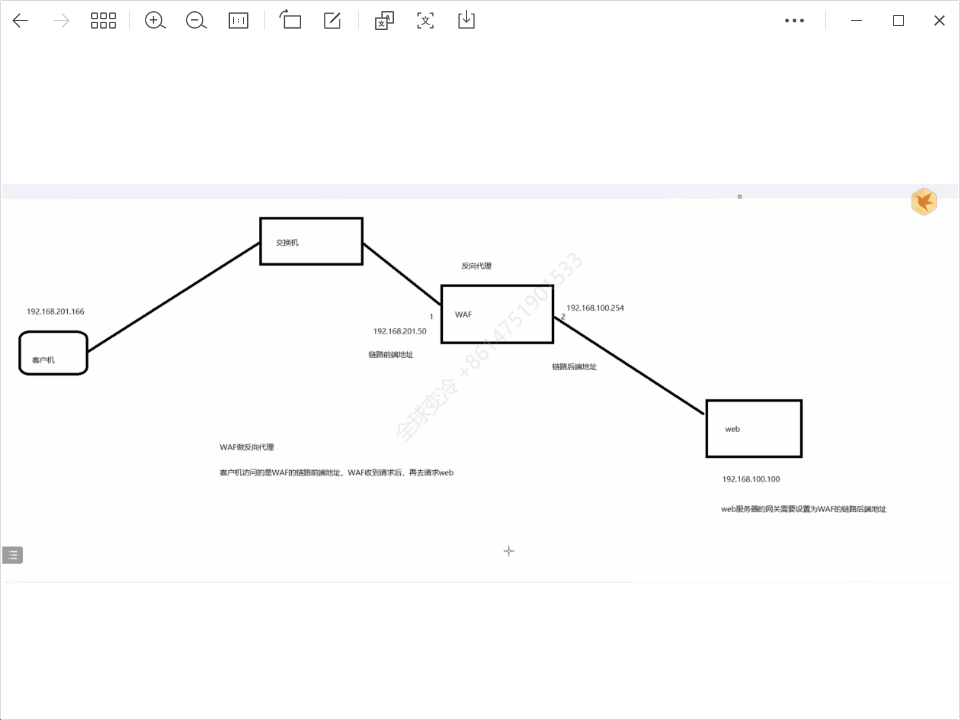 交换机
反向代理
192.168.201.166
客户机
WAF
1
2
192.168.100.254
192.168.201.50
链路前端地址
链路后端地址
全球变冷 +8614751901533
web
WAF做反向代理
客户机访问的是WAF的链路前端地址，WAF收到请求后，再去请求web
192.168.100.100
web服务器的网关需要设置为WAF的链路后端地址